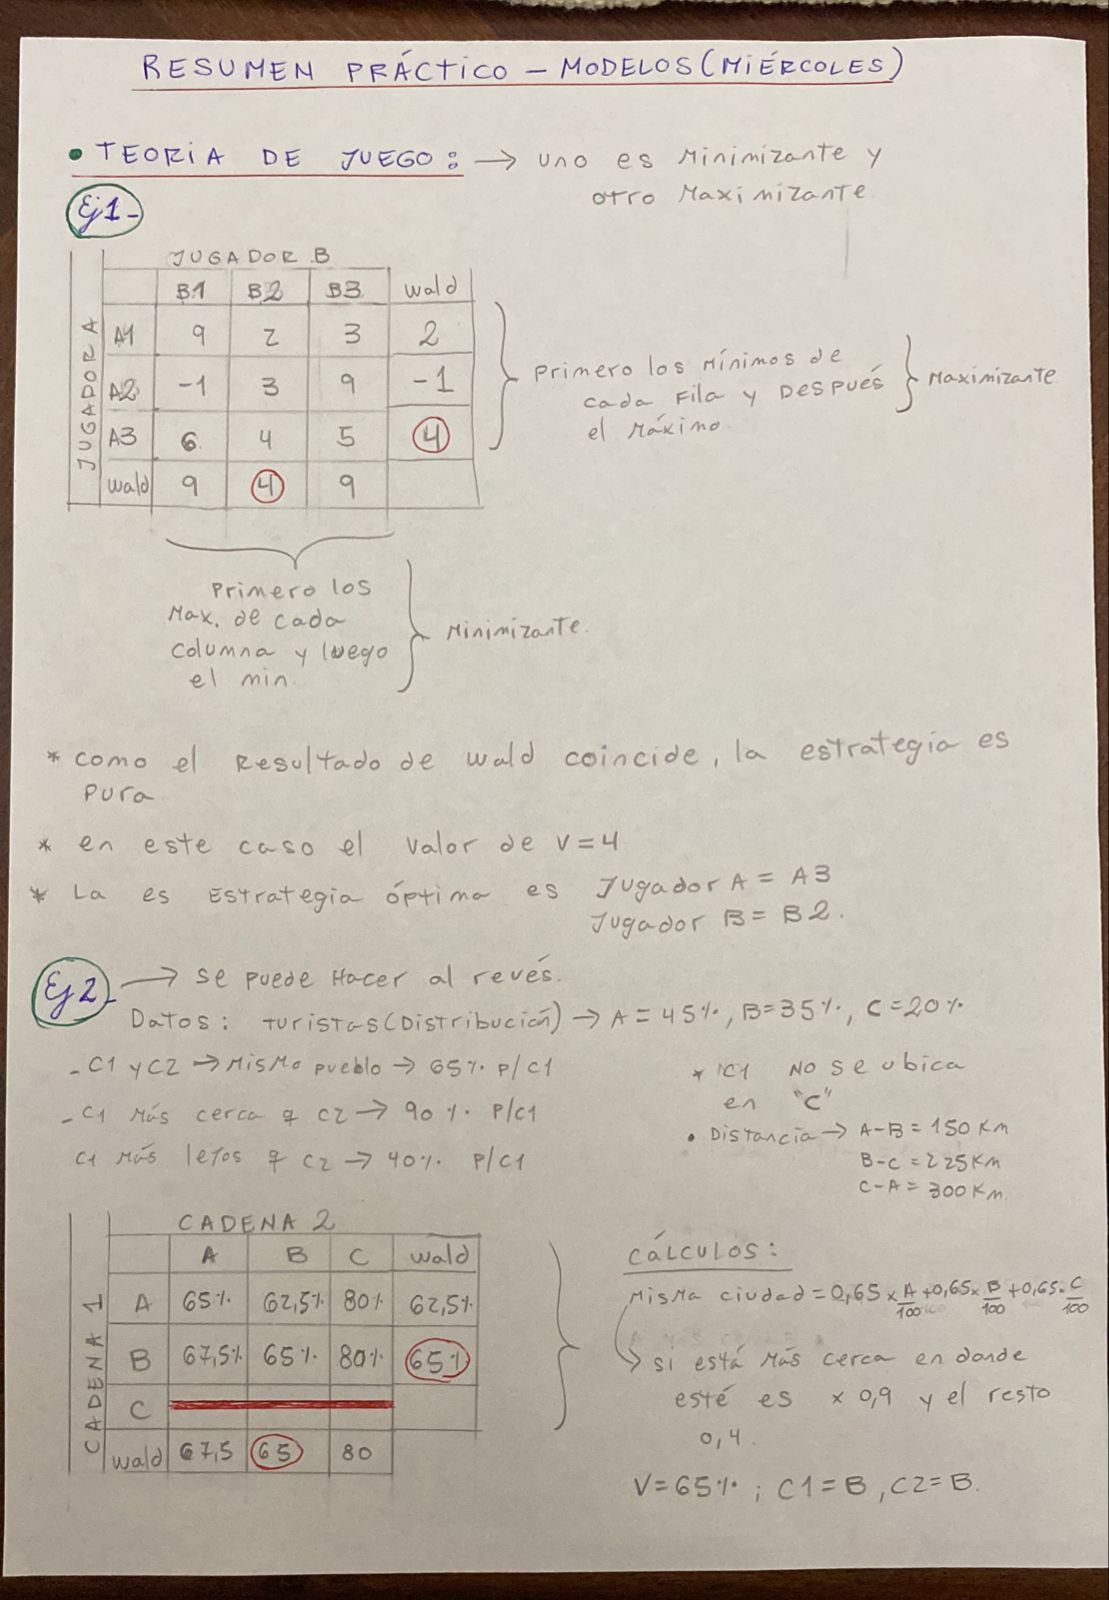 RESUMEN PRÁCTICO – MODELOS (MIÉRCOLES)
• TEORIA DE JUEGO: → uno es Minimizante y
otro Maximizante.
Ej1-
JUGADOR B
JUGADOR A
B1 B2 B3 wald
A1 9 2 3 2
A2 -1 3 9 -1
A3 6 4 5 4
wald 9 4 9
Primero los Mínimos de
cada Fila y Después
el Máximo.
Maximizante
Primero los
Max. de cada
columna y luego
el min.
Minimizante.
* como el Resultado de wald coincide, la estrategia es
Pura
* en este caso el valor de V=4
* La es Estrategia óptima es Jugador A = A3
Jugador B = B2.
Ej2- → se puede Hacer al revés.
Datos: turistas (Distribución) → A = 45%, B=35%, C=20%
- C1 y C2 → Mismo pueblo → 65% P/C1
- C1 Más cerca q C2 → 90% P/C1
C1 Más lejos q C2 → 40% P/C1
* C1 NO se ubica
en "C"
• Distancia → A-B = 150 Km
B-C = 225 Km
C-A = 300 Km.
CADENA 2
CADENA 1
A B C wald
A 65% 62,5% 80% 62,5%
B 67,5% 65% 80% 65%
C
wald 67,5 65 80
CÁLCULOS:
Misma ciudad = 0,65 × A/100 + 0,65 × B/100 + 0,65 × C/100
si está Más cerca en donde
esté es x 0,9 y el resto
0,4.
V=65% ; C1=B, C2=B.